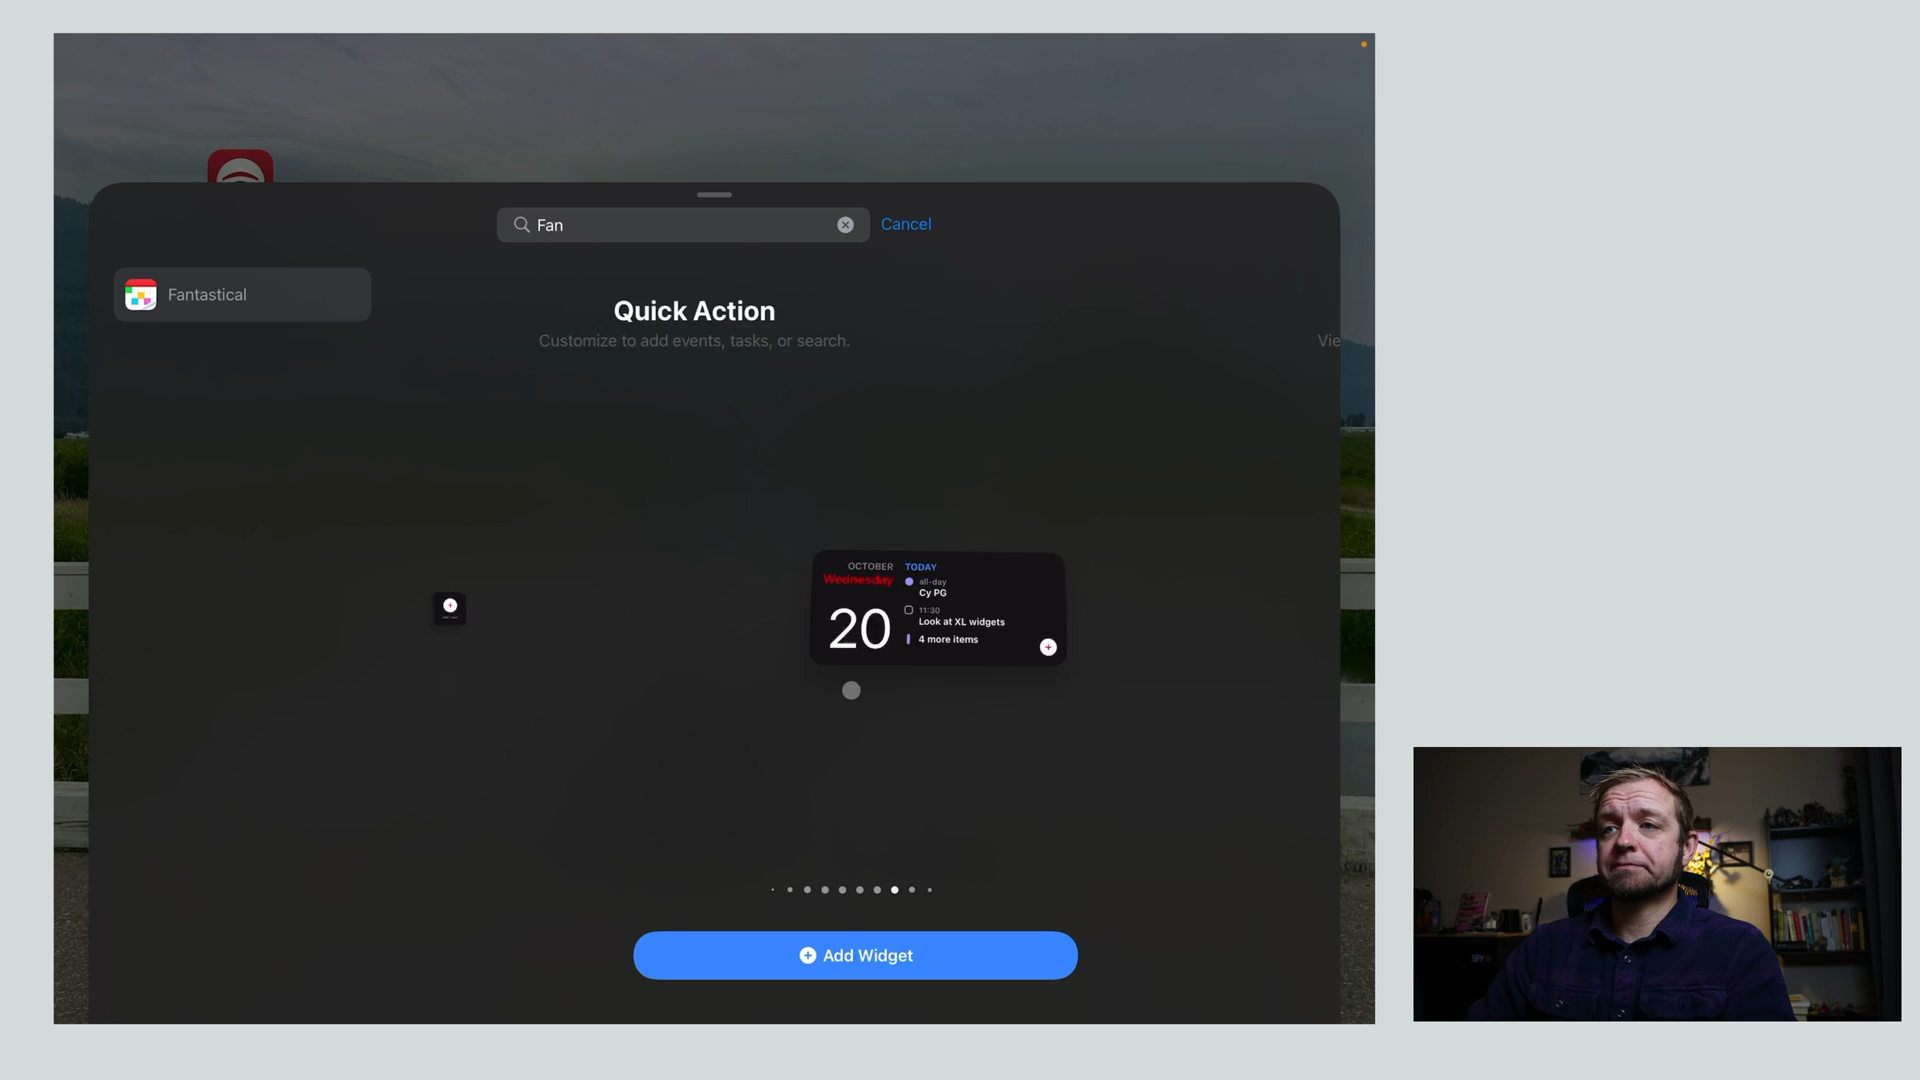 Fan
Cancel
Fantastical
Quick Action
Customize to add events, tasks, or search.
Vie
OCTOBER
Wednesday
20
TODAY
all-day
Cy PG
11:30
Look at XL widgets
4 more items
Add Widget